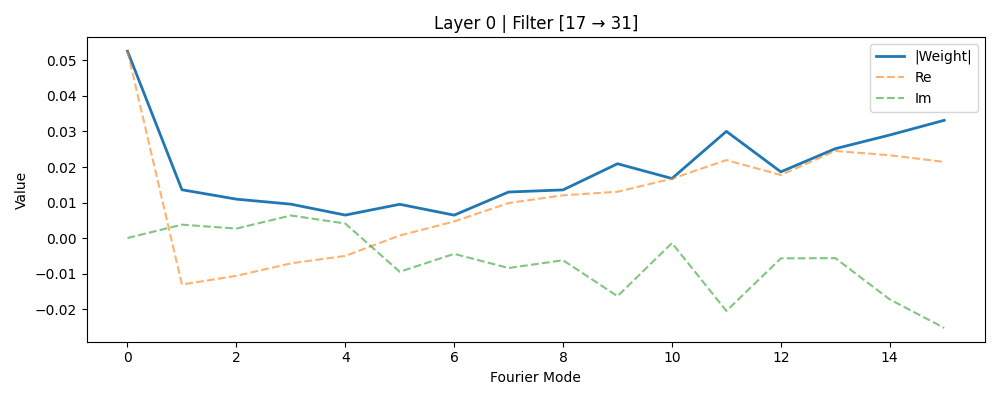 Layer 0 | Filter [17 → 31]
|Weight|
Re
Im
Value
0.05
0.04
0.03
0.02
0.01
0.00
−0.01
−0.02
0 2 4 6 8 10 12 14
Fourier Mode